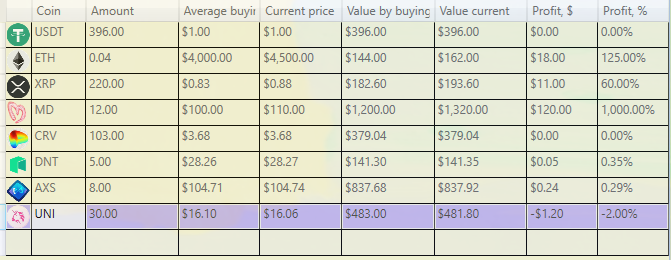 Coin Amount Average buyir Current price Value by buying Value current Profit, $ Profit, %
USDT 396.00 $1.00 $1.00 $396.00 $396.00 $0.00 0.00%
ETH 0.04 $4,000.00 $4,500.00 $144.00 $162.00 $18.00 125.00%
XRP 220.00 $0.83 $0.88 $182.60 $193.60 $11.00 60.00%
MD 12.00 $100.00 $110.00 $1,200.00 $1,320.00 $120.00 1,000.00%
CRV 103.00 $3.68 $3.68 $379.04 $379.04 $0.00 0.00%
DNT 5.00 $28.26 $28.27 $141.30 $141.35 $0.05 0.35%
AXS 8.00 $104.71 $104.74 $837.68 $837.92 $0.24 0.29%
UNI 30.00 $16.10 $16.06 $483.00 $481.80 -$1.20 -2.00%